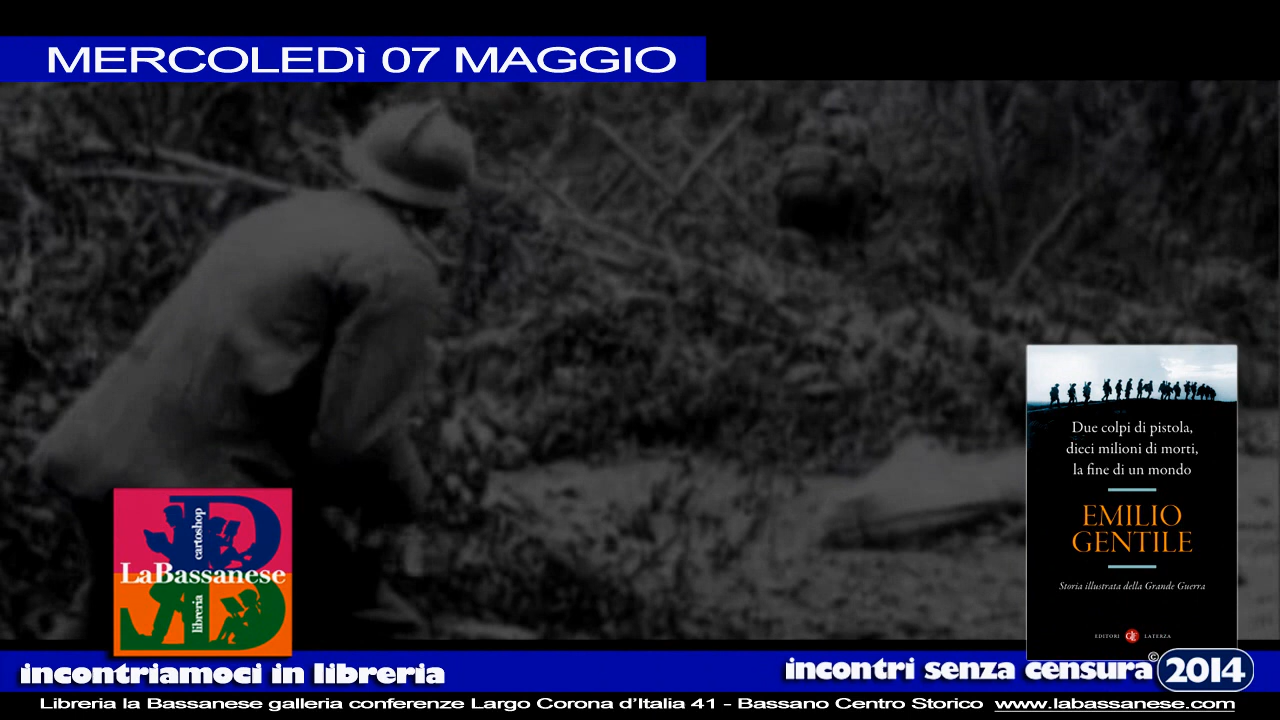 MERCOLEDì 07 MAGGIO
Due colpi di pistola,
dieci milioni di morti,
la fine di un mondo
EMILIO
GENTILE
Storia illustrata della Grande Guerra
EDITORI LATERZA
cartoshop
LaBassanese
libreria
incontriamoci in libreria
incontri senza censura © 2014
Libreria la Bassanese galleria conferenze Largo Corona d'Italia 41 - Bassano Centro Storico www.labassanese.com